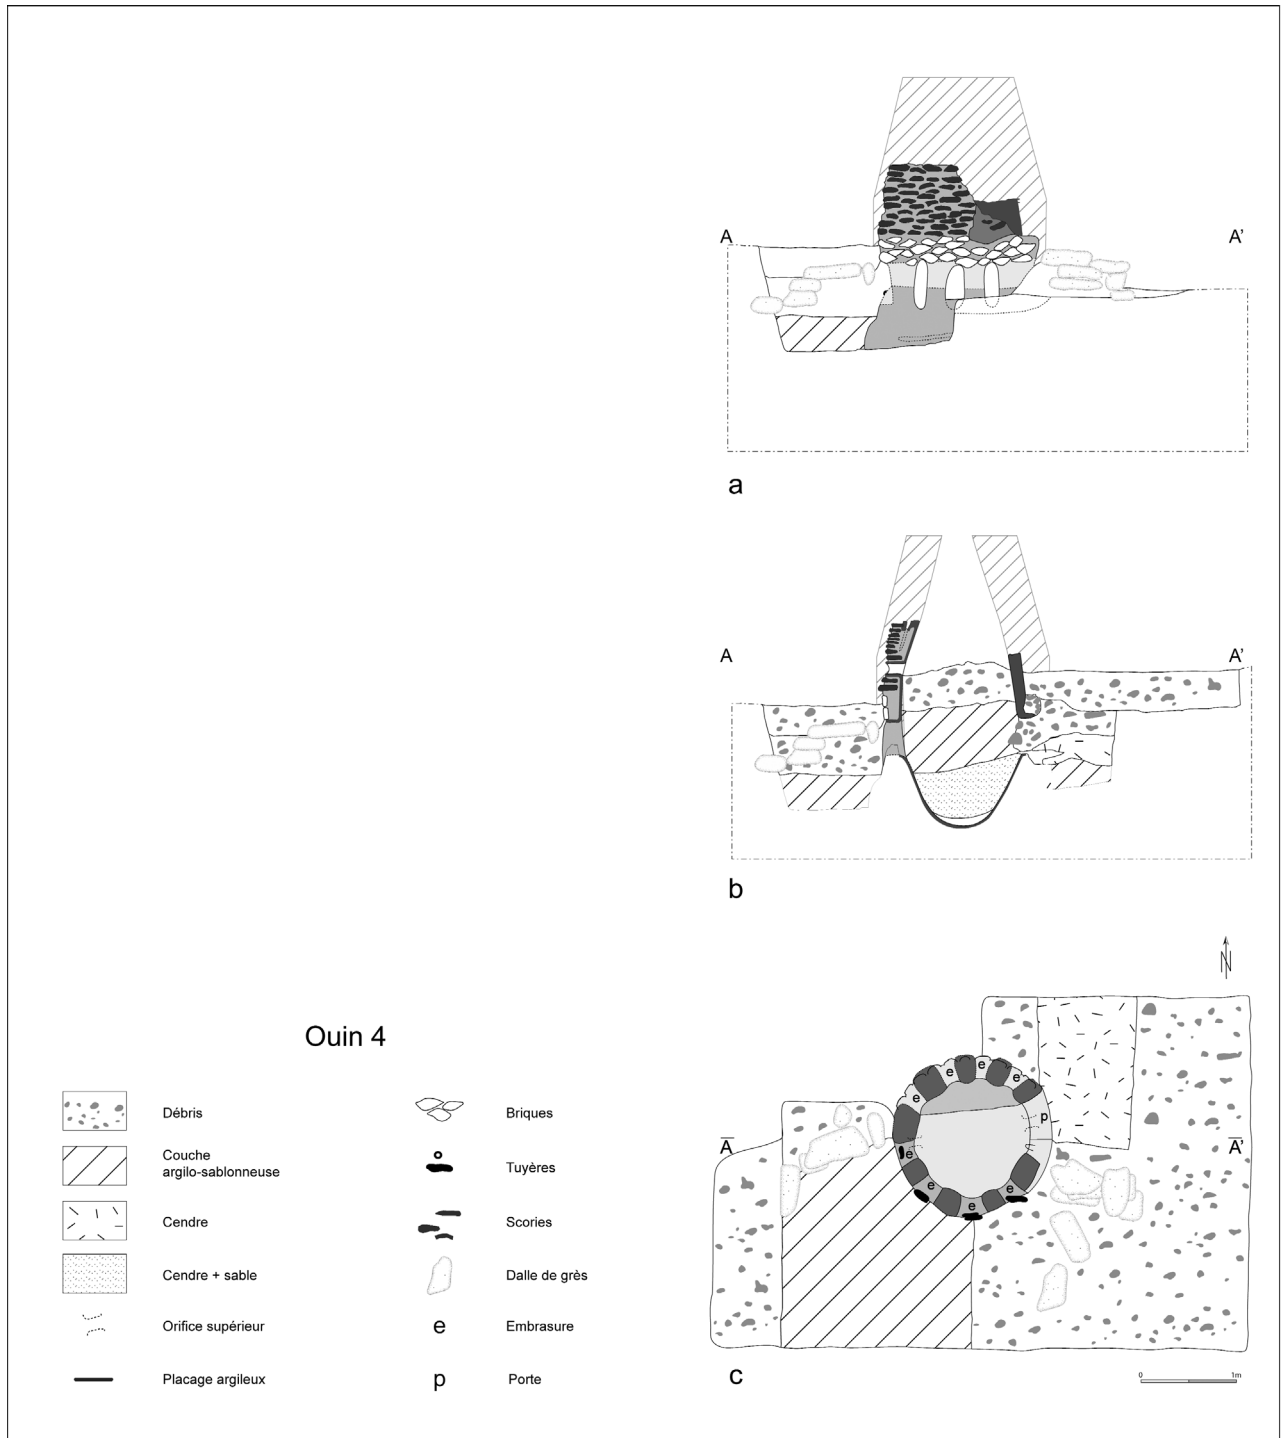 A
A'
a
A
A'
b
N
e
e
e
e
e
p
A
A'
e
e
e
e
c
0 1m
Ouin 4
Débris
Couche
argilo-sablonneuse
Cendre
Cendre + sable
Orifice supérieur
Placage argileux
Briques
Tuyères
Scories
Dalle de grès
e Embrasure
p Porte